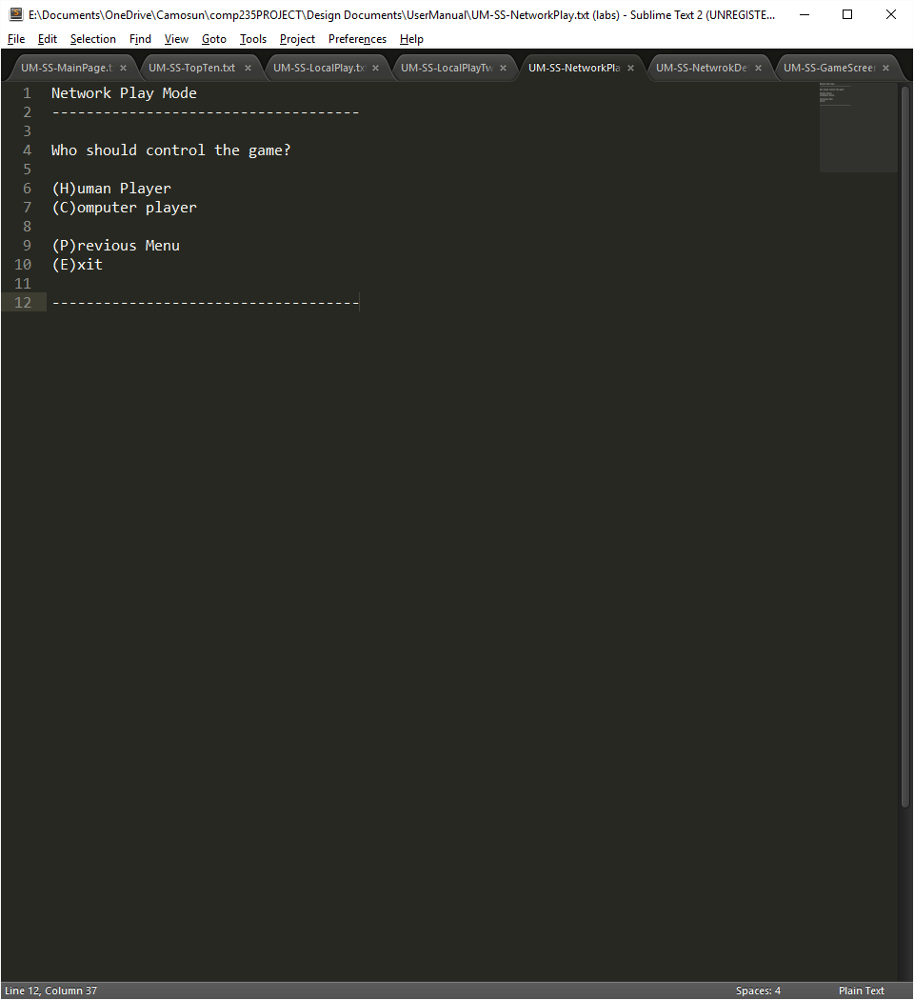 E:\Documents\OneDrive\Camosun\comp235PROJECT\Design Documents\UserManual\UM-SS-NetworkPlay.txt (labs) - Sublime Text 2 (UNREGISTE...
File Edit Selection Find View Goto Tools Project Preferences Help
UM-SS-MainPage.t UM-SS-TopTen.txt UM-SS-LocalPlay.tx UM-SS-LocalPlayTw UM-SS-NetworkPla UM-SS-NetwrokDe UM-SS-GameScreen
1 Network Play Mode
2 ------------------------------------
3
4 Who should control the game?
5
6 (H)uman Player
7 (C)omputer player
8
9 (P)revious Menu
10 (E)xit
11
12 ------------------------------------
Line 12, Column 37 Spaces: 4 Plain Text